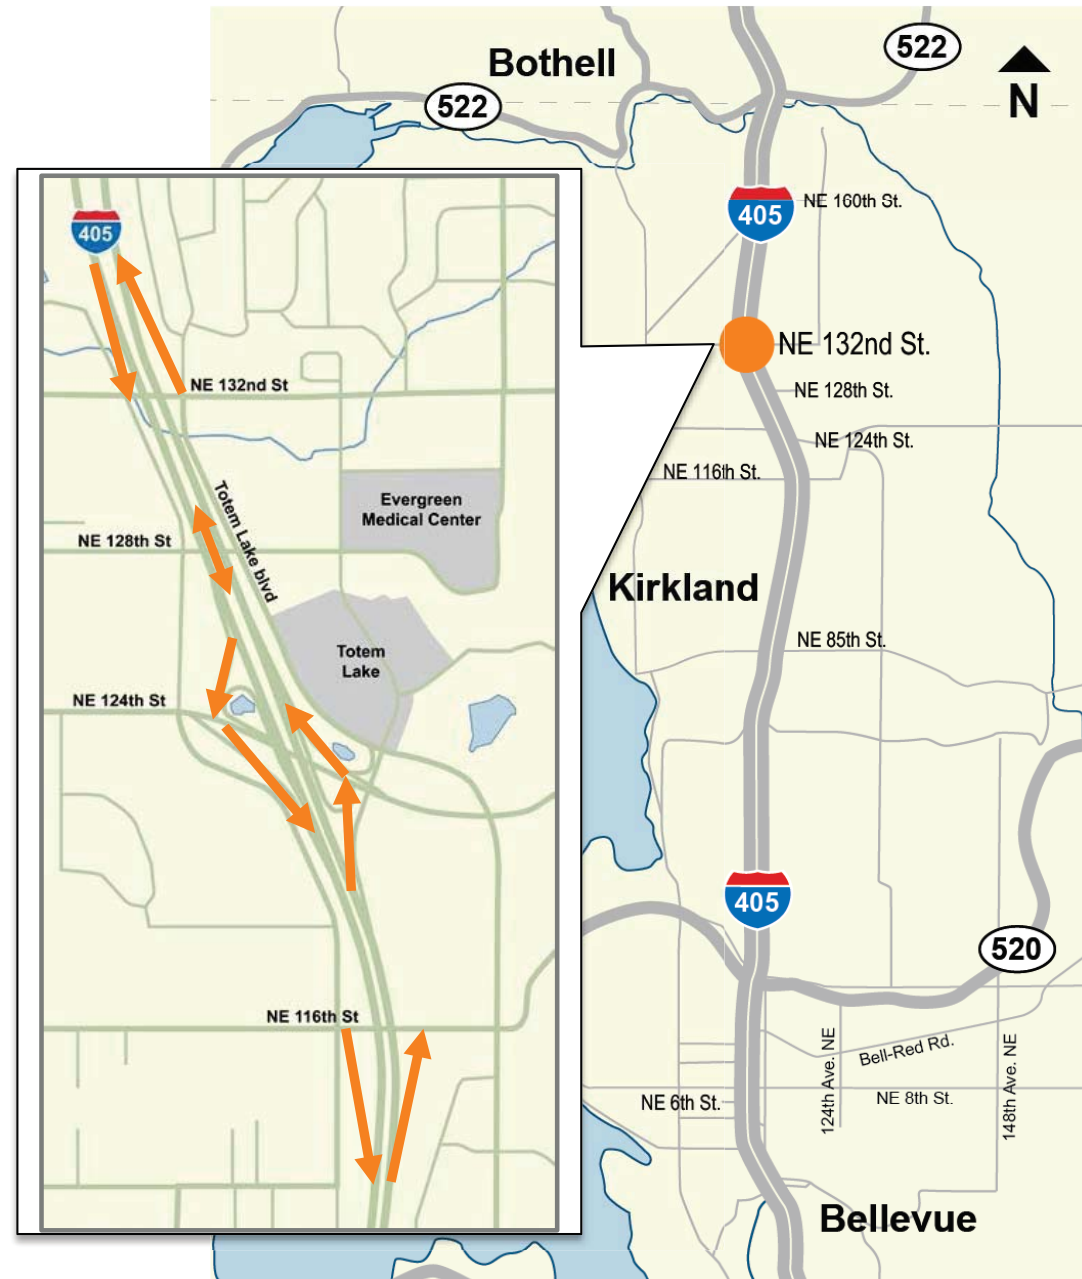 Bothell
522
522
N
405
NE 160th St.
NE 132nd St.
NE 128th St.
NE 124th St.
NE 116th St.
Kirkland
NE 85th St.
405
520
124th Ave. NE
Bell-Red Rd.
148th Ave. NE
NE 6th St.
NE 8th St.
Bellevue
405
NE 132nd St
Totem Lake blvd
Evergreen
Medical Center
NE 128th St
Totem
Lake
NE 124th St
NE 116th St